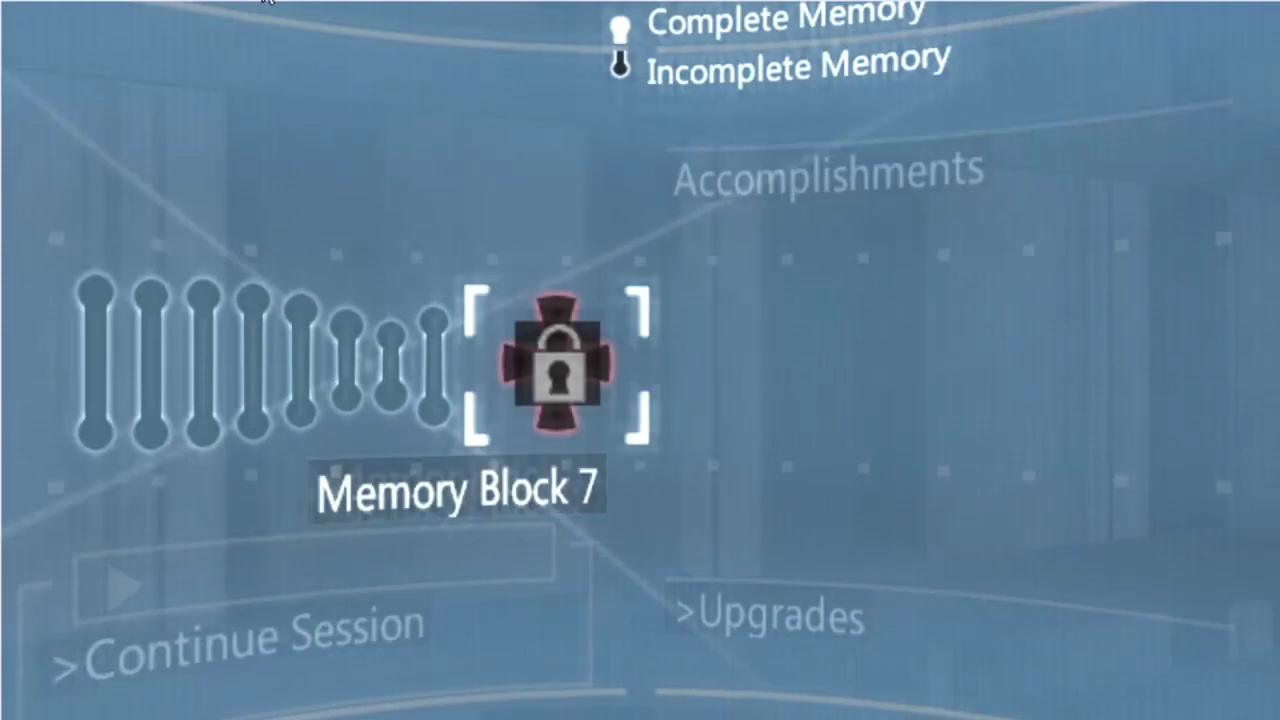 Complete Memory
Incomplete Memory
Accomplishments
Memory Block 7
>Continue Session
>Upgrades